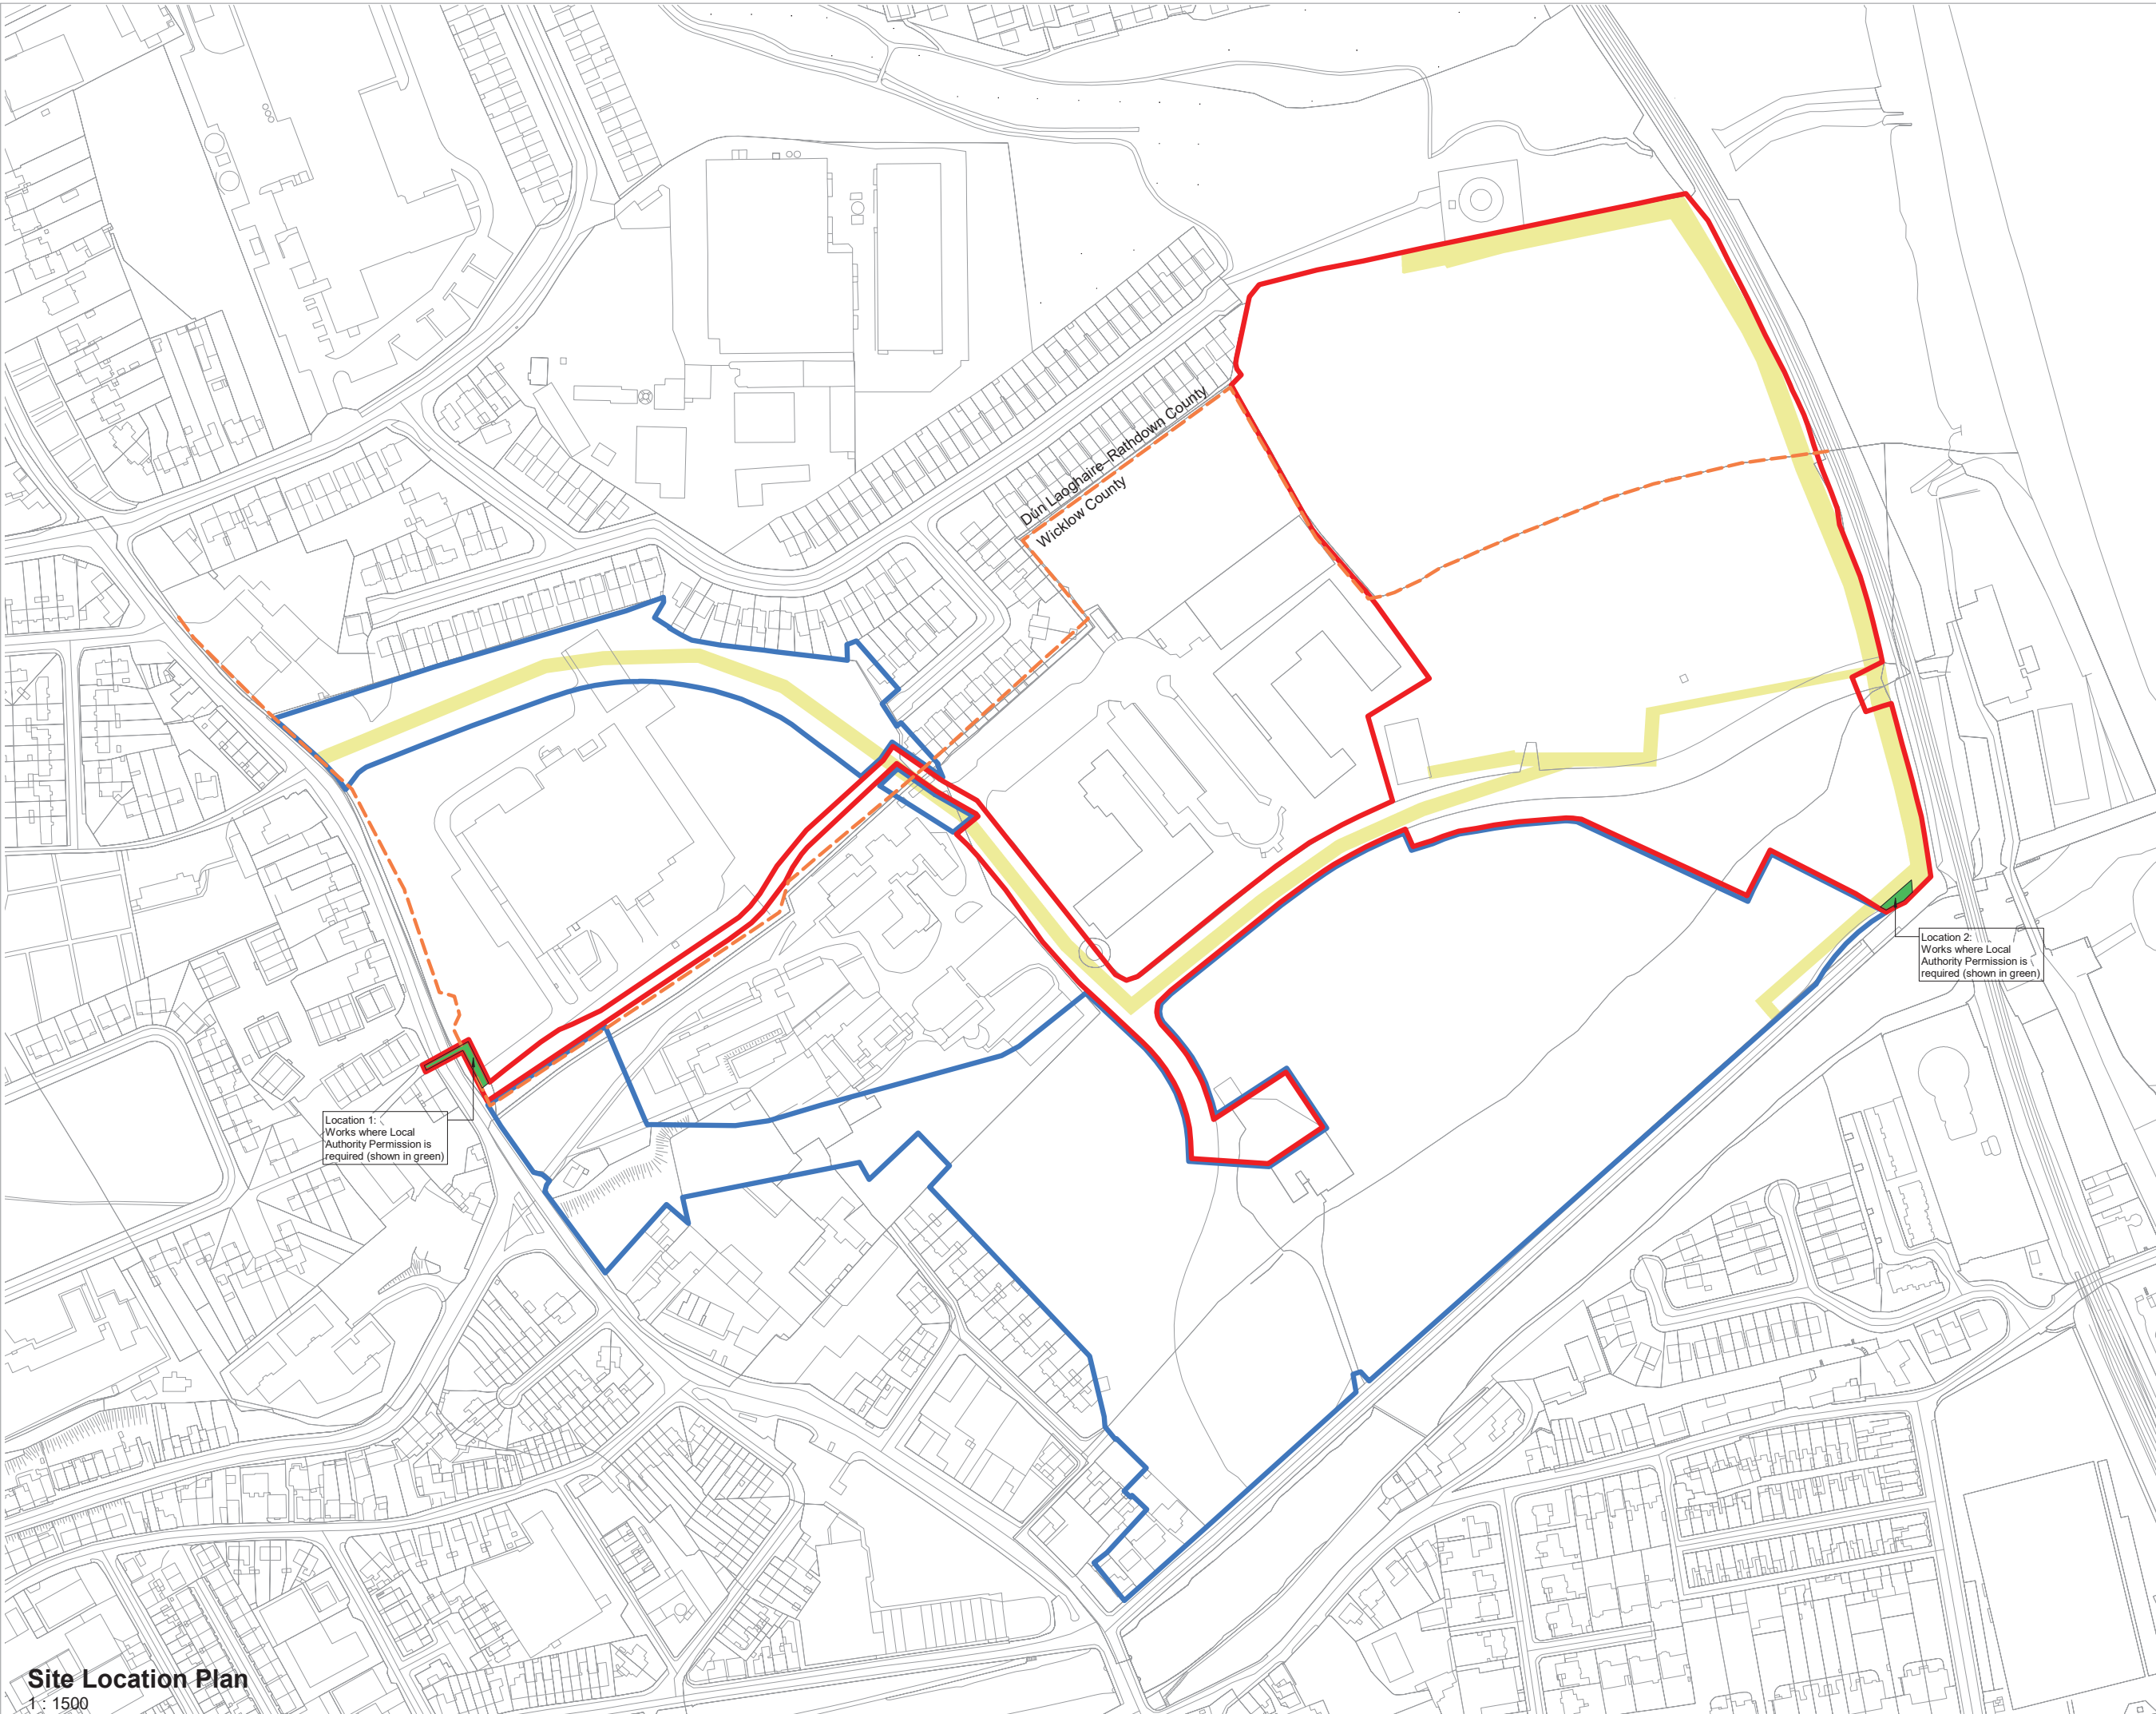 Dún Laoghaire-Rathdown County
Wicklow County
Location 2:
Works where Local
Authority Permission is
required (shown in green)
Location 1:
Works where Local
Authority Permission is
required (shown in green)
Site Location Plan
1 : 1500